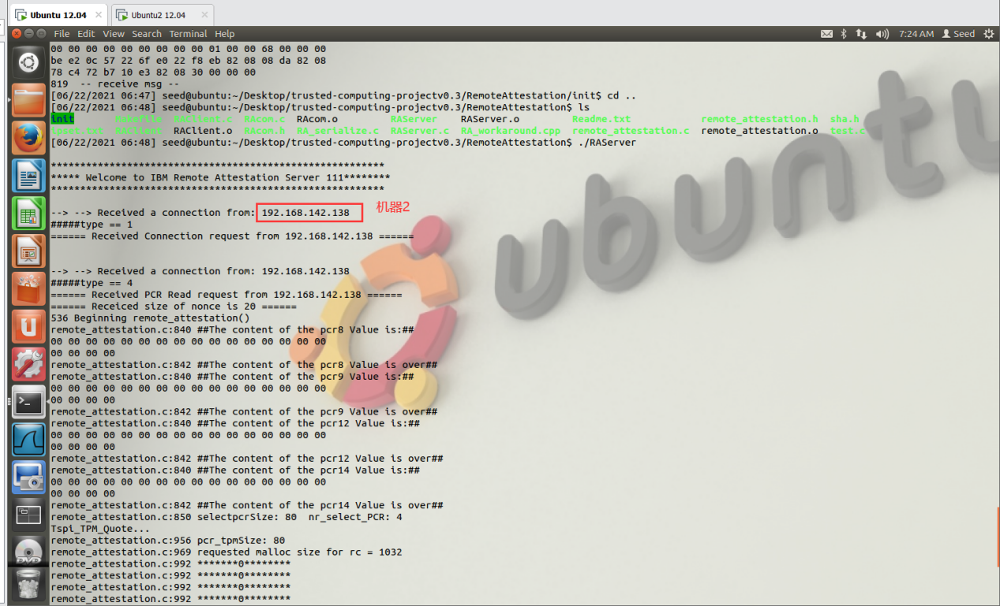 Ubuntu 12.04 × Ubuntu2 12.04 ×
File Edit View Search Terminal Help 7:24 AM Seed
00 00 00 00 00 00 00 00 00 01 00 00 68 00 00 00
be e2 0c 57 22 6f e0 22 f8 eb 82 08 08 da 82 08
78 c4 72 b7 10 e3 82 08 30 00 00 00
819 -- receive msg --
[06/22/2021 06:47] seed@ubuntu:~/Desktop/trusted-computing-projectv0.3/RemoteAttestation/init$ cd ..
[06/22/2021 06:48] seed@ubuntu:~/Desktop/trusted-computing-projectv0.3/RemoteAttestation$ ls
init Makefile RAClient.c RAcom.c RAcom.o RAServer RAServer.o Readme.txt remote_attestation.h sha.h
RAClient RAClient.o RAcom.h RA_serialize.c RAServer.c RA_workaround.cpp remote_attestation.c remote_attestation.o test.c
[06/22/2021 06:48] seed@ubuntu:~/Desktop/trusted-computing-projectv0.3/RemoteAttestation$ ./RAServer
*********************************************************
***** Welcome to IBM Remote Attestation Server 111********
*********************************************************
--> --> Received a connection from: 192.168.142.138 机器2
#####type == 1
====== Received Connection request from 192.168.142.138 ======
--> --> Received a connection from: 192.168.142.138
#####type == 4
====== Received PCR Read request from 192.168.142.138 ======
====== Receiced size of nonce is 20 ======
536 Beginning remote_attestation()
remote_attestation.c:840 ##The content of the pcr8 Value is:##
00 00 00 00 00 00 00 00 00 00 00 00 00 00 00 00
00 00 00 00
remote_attestation.c:842 ##The content of the pcr8 Value is over##
remote_attestation.c:840 ##The content of the pcr9 Value is:##
00 00 00 00 00 00 00 00 00 00 00 00 00 00 00 00
00 00 00 00
remote_attestation.c:842 ##The content of the pcr9 Value is over##
remote_attestation.c:840 ##The content of the pcr12 Value is:##
00 00 00 00 00 00 00 00 00 00 00 00 00 00 00 00
00 00 00 00
remote_attestation.c:842 ##The content of the pcr12 Value is over##
remote_attestation.c:840 ##The content of the pcr14 Value is:##
00 00 00 00 00 00 00 00 00 00 00 00 00 00 00 00
00 00 00 00
remote_attestation.c:842 ##The content of the pcr14 Value is over##
remote_attestation.c:850 selectpcrSize: 80 nr_select_PCR: 4
Tspi_TPM_Quote...
remote_attestation.c:956 pcr_tpmSize: 80
remote_attestation.c:969 requested malloc size for rc = 1032
remote_attestation.c:992 *******0********
remote_attestation.c:992 *******0********
remote_attestation.c:992 *******0********
remote_attestation.c:992 *******0********
ubuntu
DVD